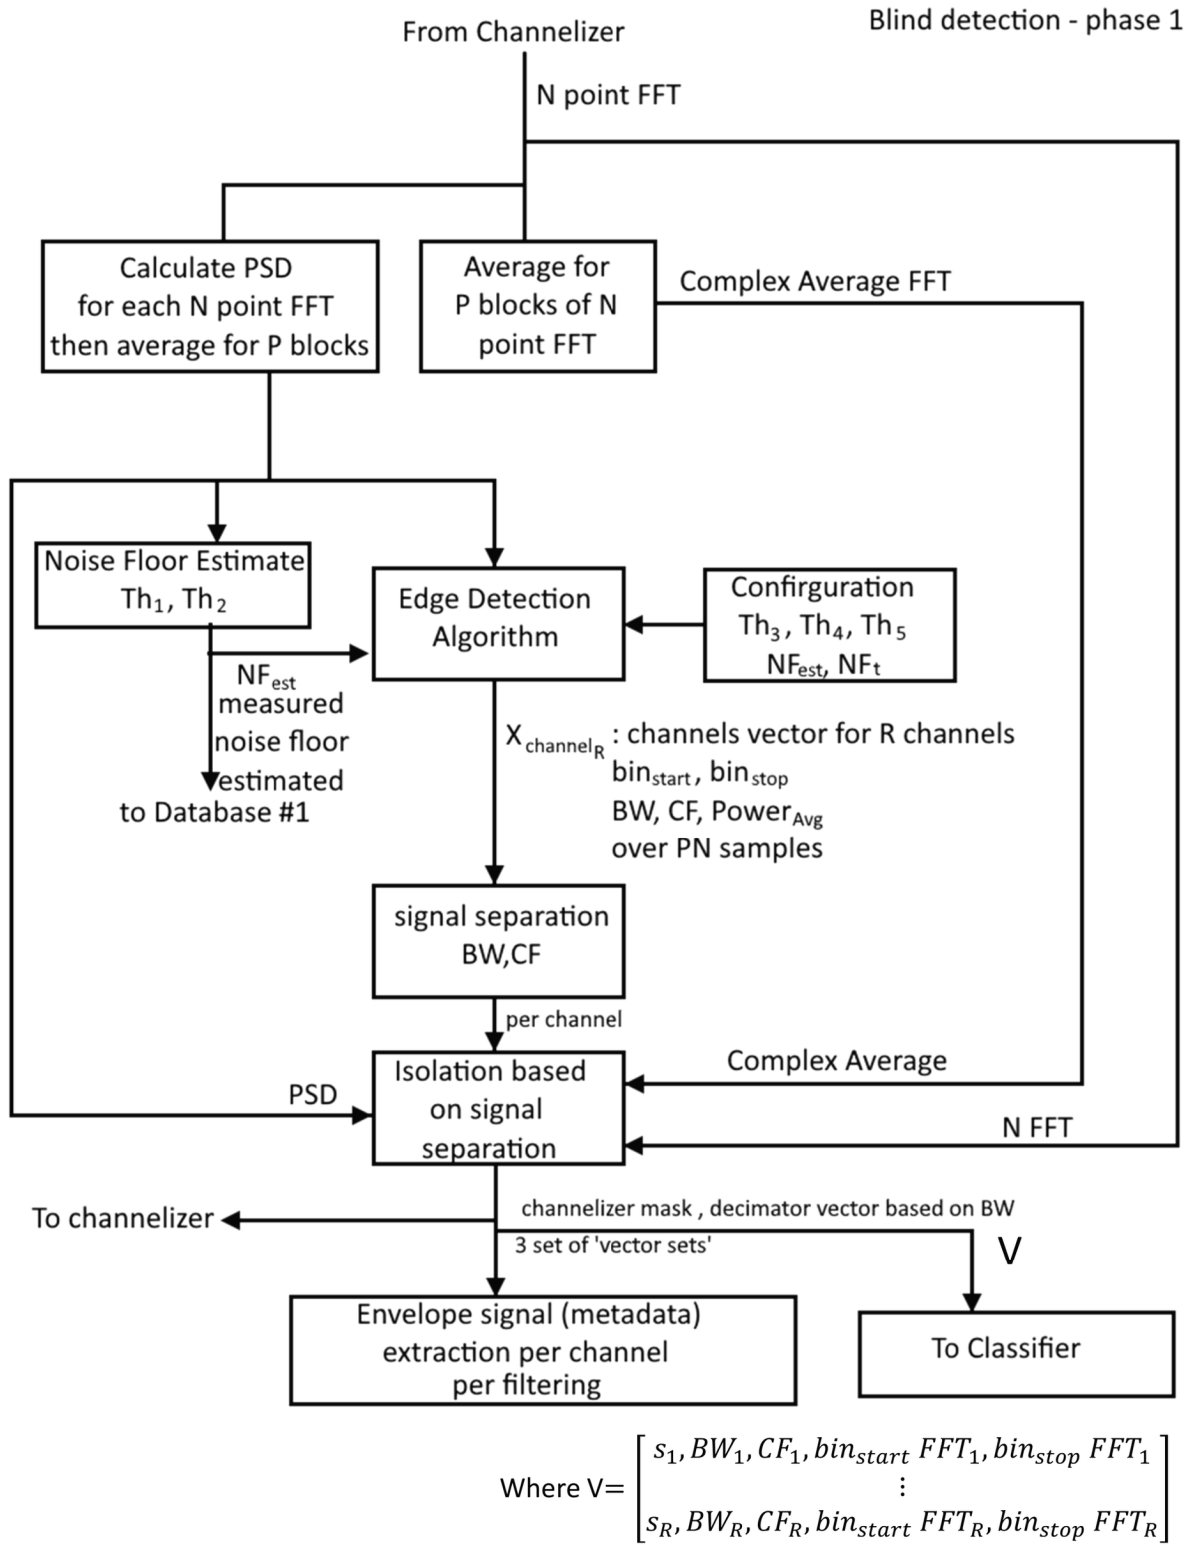 Blind detection - phase 1
From Channelizer
N point FFT
Calculate PSD
for each N point FFT
then average for P blocks
Average for
P blocks of N
point FFT
Complex Average FFT
Noise Floor Estimate
Th₁, Th₂
Edge Detection
Algorithm
Confirguration
Th₃, Th₄, Th₅
NFest, NFt
NFest
measured
noise floor
estimated
to Database #1
XchannelR : channels vector for R channels
binstart, binstop
BW, CF, PowerAvg
over PN samples
signal separation
BW,CF
per channel
Isolation based
on signal
separation
Complex Average
PSD
N FFT
To channelizer
channelizer mask , decimator vector based on BW
3 set of 'vector sets'
V
Envelope signal (metadata)
extraction per channel
per filtering
To Classifier
Where V=
s₁, BW₁, CF₁, binstart FFT₁, binstop FFT₁
⋮
sR, BWR, CFR, binstart FFTR, binstop FFTR